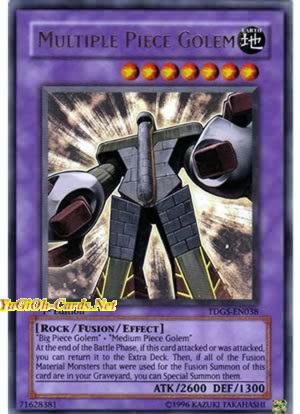 MULTIPLE PIECE GOLEM
EARTH
地
YuGiOh-Cards.Net
TDGS-EN038
[ROCK/FUSION/EFFECT]
"Big Piece Golem" + "Medium Piece Golem"
At the end of the Battle Phase, if this card attacked or was attacked,
you can return it to the Extra Deck. Then, if all of the Fusion
Material Monsters that were used for the Fusion Summon of this
card are in your Graveyard, you can Special Summon them.
ATK/2600 DEF/1300
71628381
©1996 KAZUKI TAKAHASHI